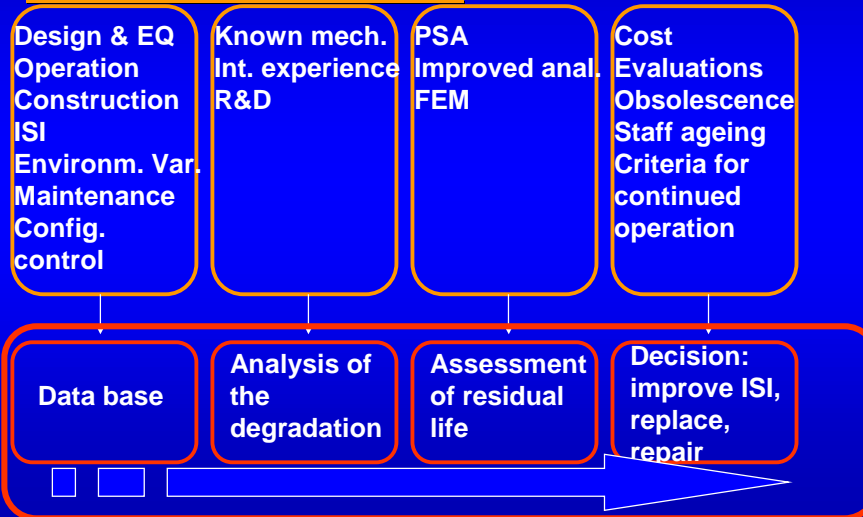 Design & EQ
Operation
Construction
ISI
Environm. Var.
Maintenance
Config.
control
Known mech.
Int. experience
R&D
PSA
Improved anal.
FEM
Cost
Evaluations
Obsolescence
Staff ageing
Criteria for
continued
operation
Data base
Analysis of
the
degradation
Assessment
of residual
life
Decision:
improve ISI,
replace,
repair